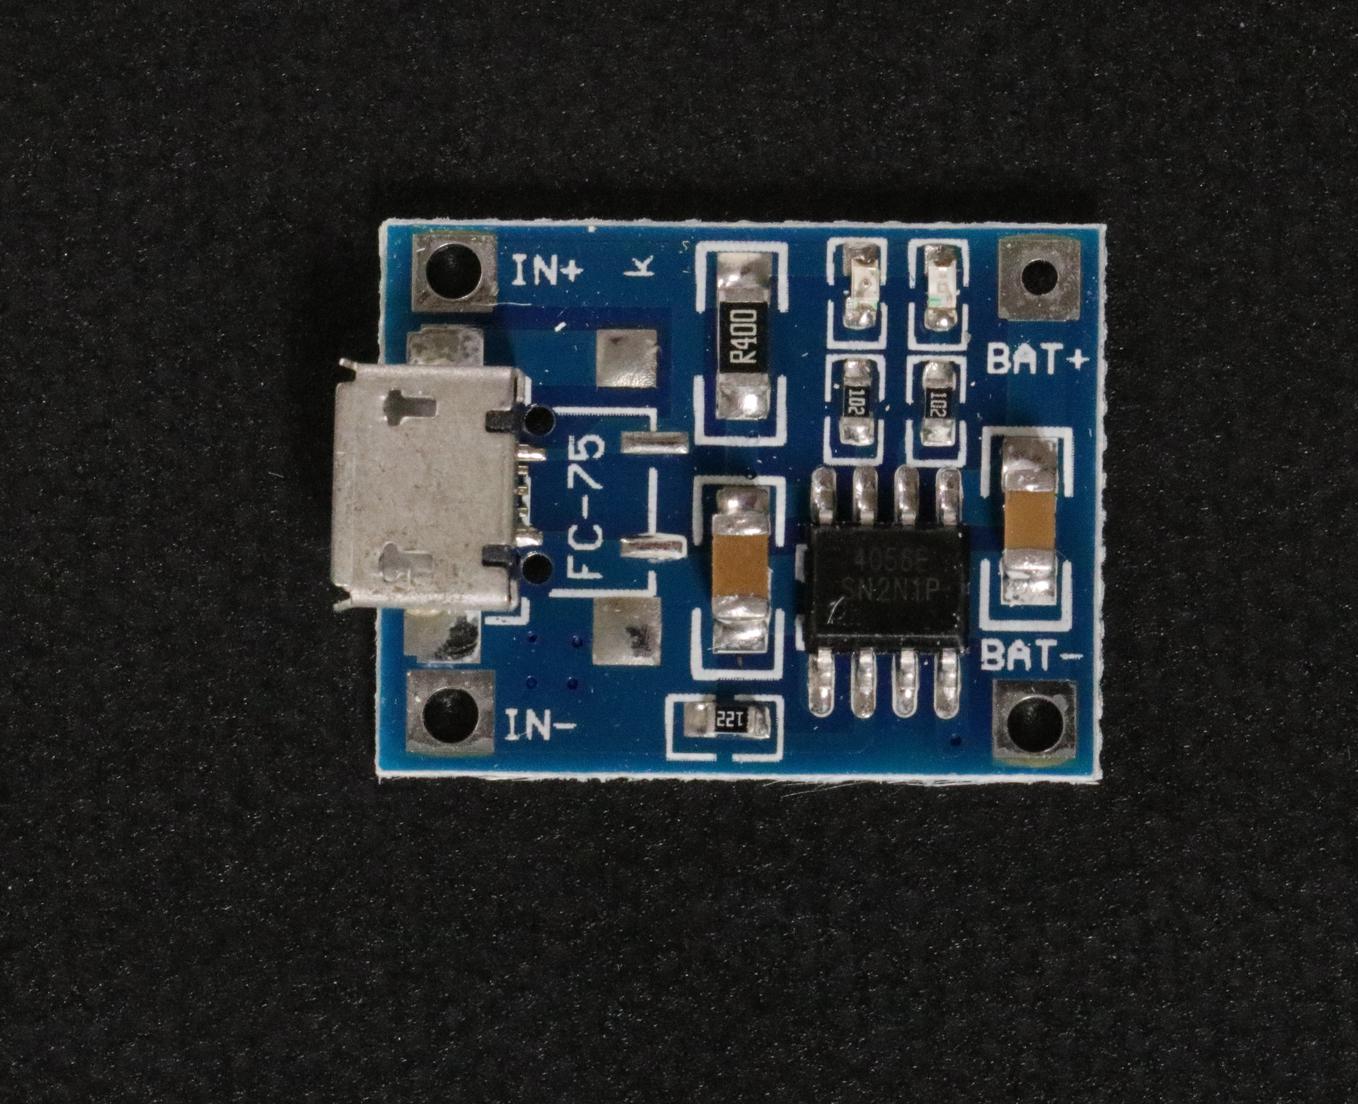 IN+
k
R400
BAT+
102
102
FC-75
4056E
SN2N1P
BAT-
IN-
122